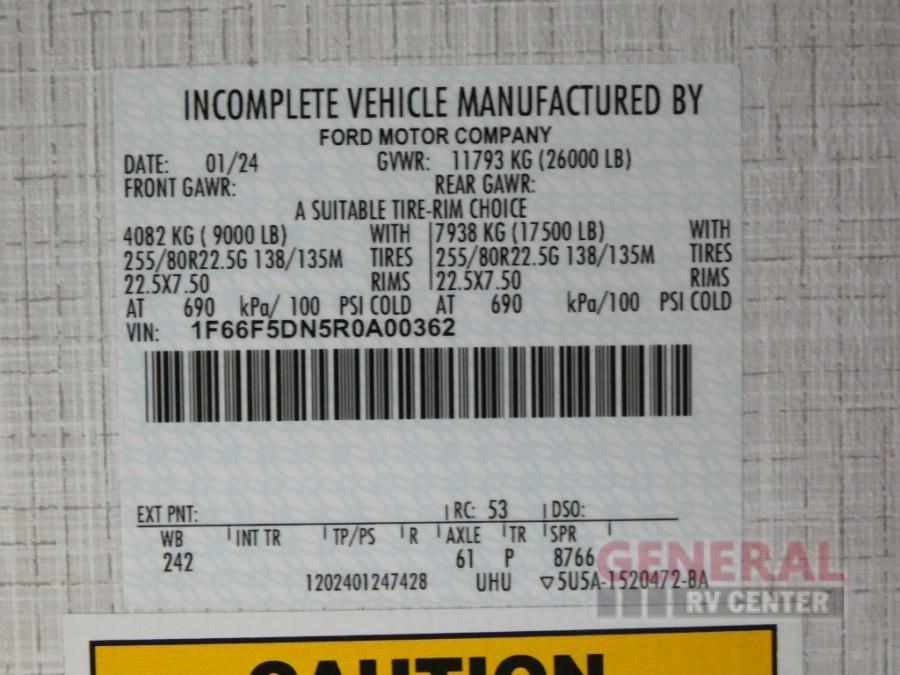 INCOMPLETE VEHICLE MANUFACTURED BY
FORD MOTOR COMPANY
DATE: 01/24 GVWR: 11793 KG (26000 LB)
FRONT GAWR: REAR GAWR:
A SUITABLE TIRE-RIM CHOICE
4082 KG ( 9000 LB) WITH 7938 KG (17500 LB) WITH
255/80R22.5G 138/135M TIRES 255/80R22.5G 138/135M TIRES
22.5X7.50 RIMS 22.5X7.50 RIMS
AT 690 kPa/ 100 PSI COLD AT 690 kPa/100 PSI COLD
VIN: 1F66F5DN5R0A00362
EXT PNT: RC: 53 DSO:
WB INT TR TP/PS R AXLE TR SPR
242 61 P 8766
1202401247428 UHU ▽5U5A-1520472-BA
GENERAL
RV CENTER
CAUTION